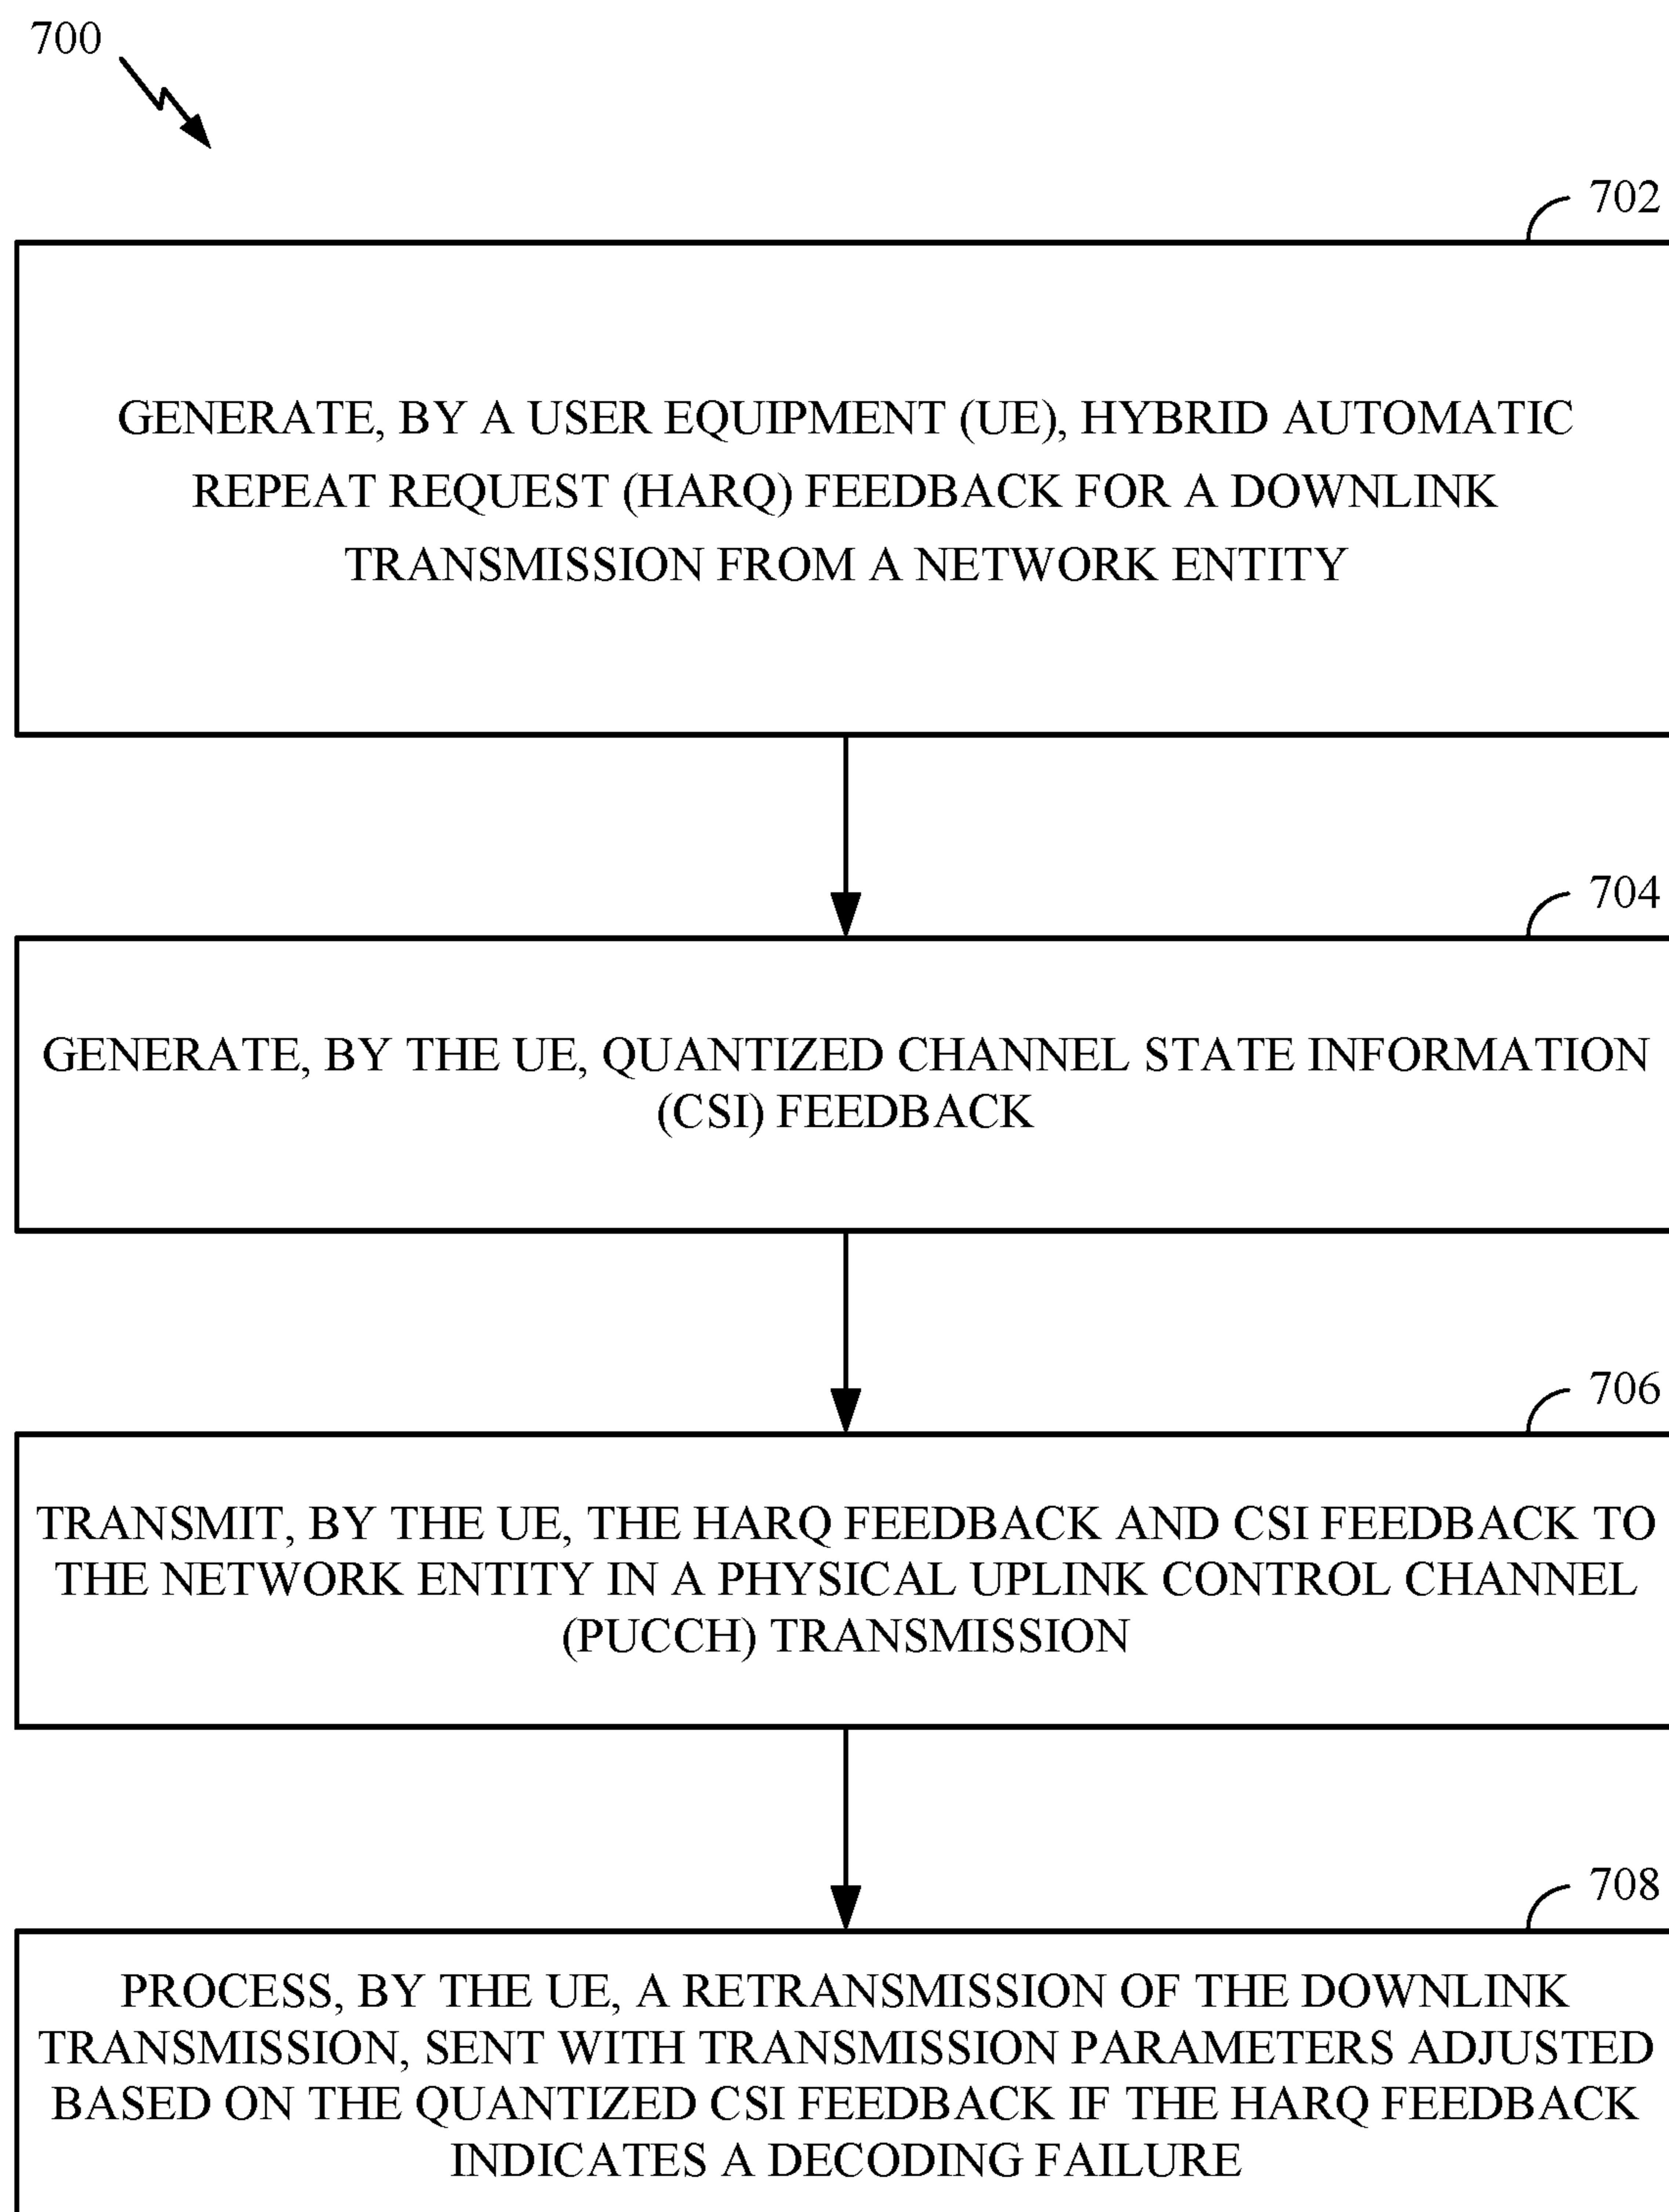 700
702
GENERATE, BY A USER EQUIPMENT (UE), HYBRID AUTOMATIC
REPEAT REQUEST (HARQ) FEEDBACK FOR A DOWNLINK
TRANSMISSION FROM A NETWORK ENTITY
704
GENERATE, BY THE UE, QUANTIZED CHANNEL STATE INFORMATION
(CSI) FEEDBACK
706
TRANSMIT, BY THE UE, THE HARQ FEEDBACK AND CSI FEEDBACK TO
THE NETWORK ENTITY IN A PHYSICAL UPLINK CONTROL CHANNEL
(PUCCH) TRANSMISSION
708
PROCESS, BY THE UE, A RETRANSMISSION OF THE DOWNLINK
TRANSMISSION, SENT WITH TRANSMISSION PARAMETERS ADJUSTED
BASED ON THE QUANTIZED CSI FEEDBACK IF THE HARQ FEEDBACK
INDICATES A DECODING FAILURE